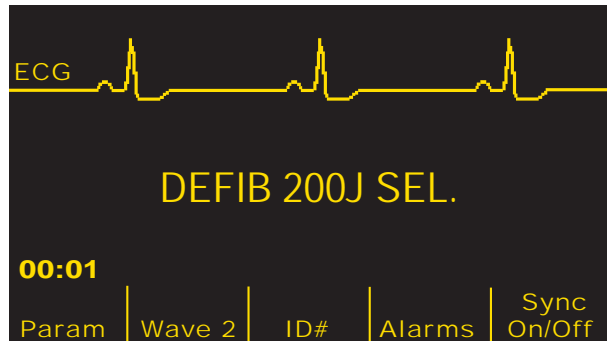 ECG
DEFIB 200J SEL.
00:01
Param Wave 2 ID# Alarms Sync On/Off